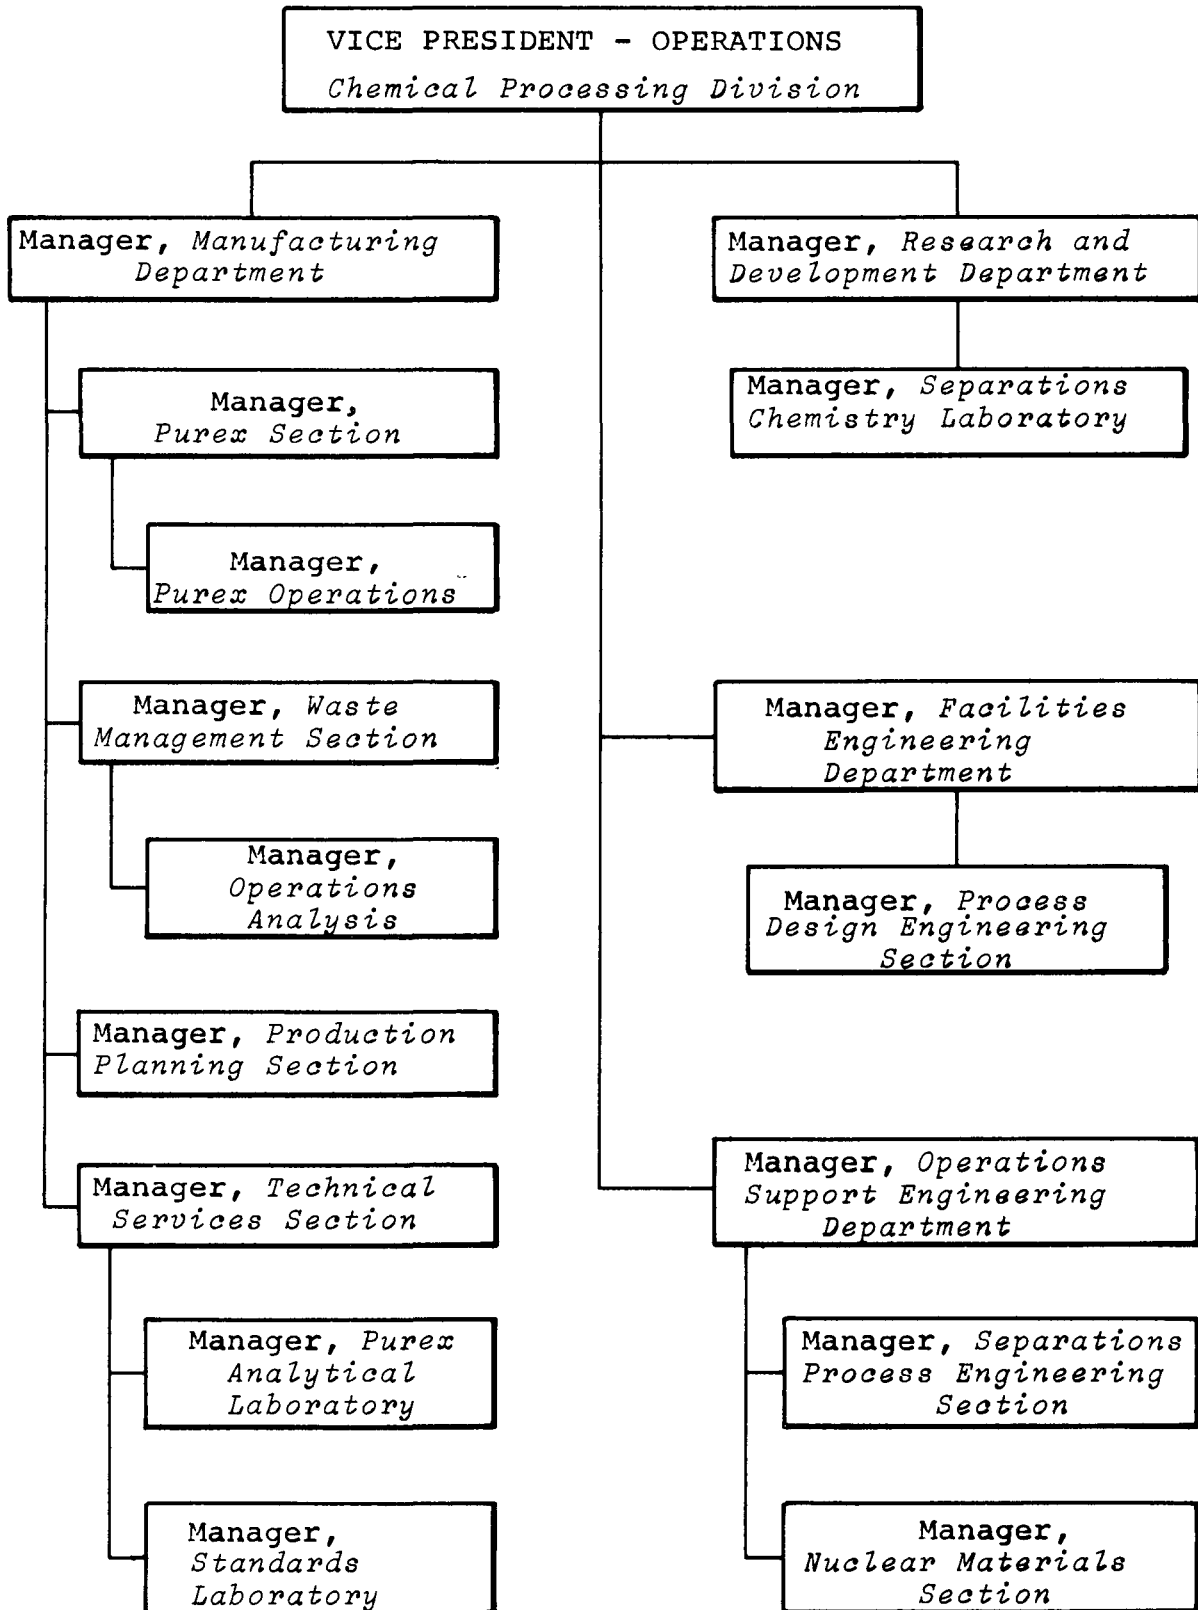 VICE PRESIDENT - OPERATIONS
Chemical Processing Division
Manager, Manufacturing
Department
Manager,
Purex Section
Manager,
Purex Operations
Manager, Waste
Management Section
Manager,
Operations
Analysis
Manager, Production
Planning Section
Manager, Technical
Services Section
Manager, Purex
Analytical
Laboratory
Manager,
Standards
Laboratory
Manager, Research and
Development Department
Manager, Separations
Chemistry Laboratory
Manager, Facilities
Engineering
Department
Manager, Process
Design Engineering
Section
Manager, Operations
Support Engineering
Department
Manager, Separations
Process Engineering
Section
Manager,
Nuclear Materials
Section